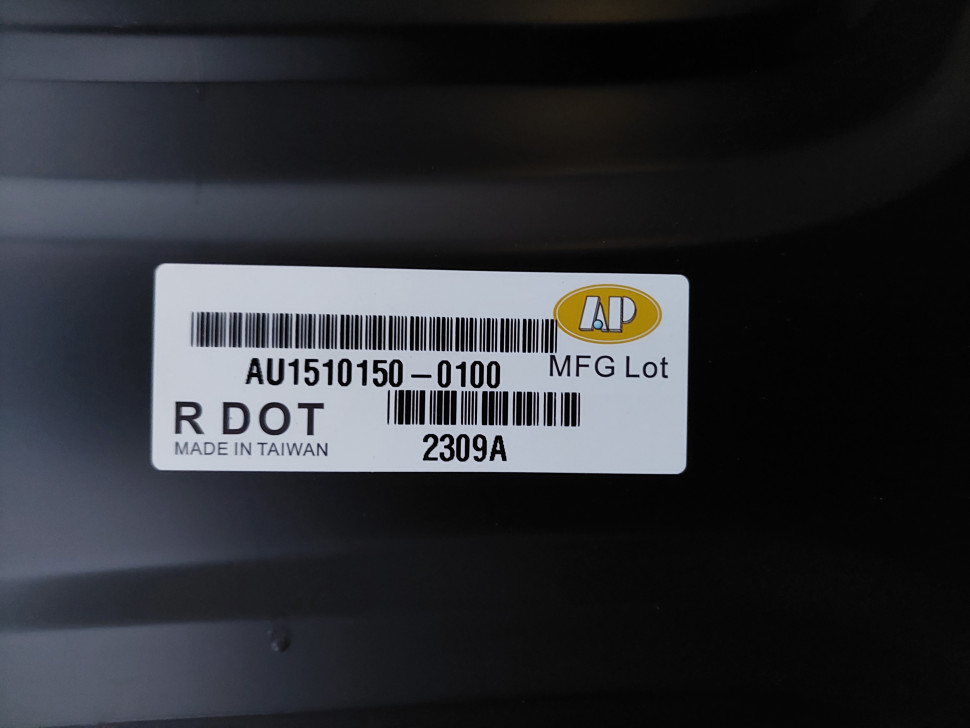 AP
AU1510150-0100
MFG Lot
R DOT
MADE IN TAIWAN
2309A